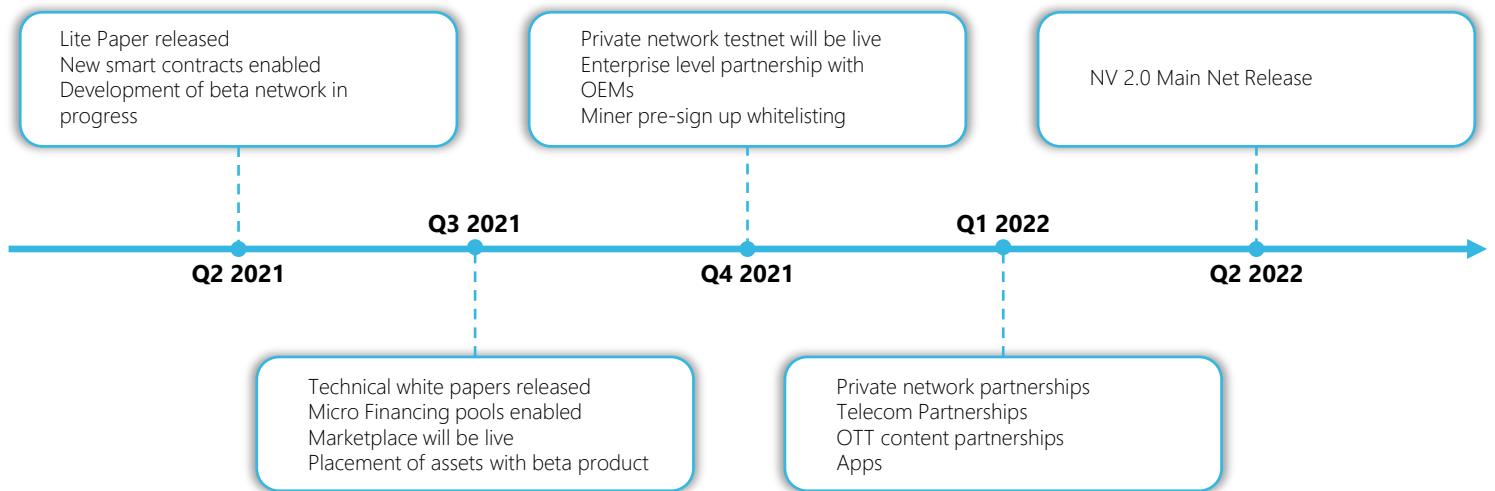 Lite Paper released
New smart contracts enabled
Development of beta network in
progress
Private network testnet will be live
Enterprise level partnership with
OEMs
Miner pre-sign up whitelisting
NV 2.0 Main Net Release
Q3 2021
Q1 2022
Q2 2021
Q4 2021
Q2 2022
Technical white papers released
Micro Financing pools enabled
Marketplace will be live
Placement of assets with beta product
Private network partnerships
Telecom Partnerships
OTT content partnerships
Apps